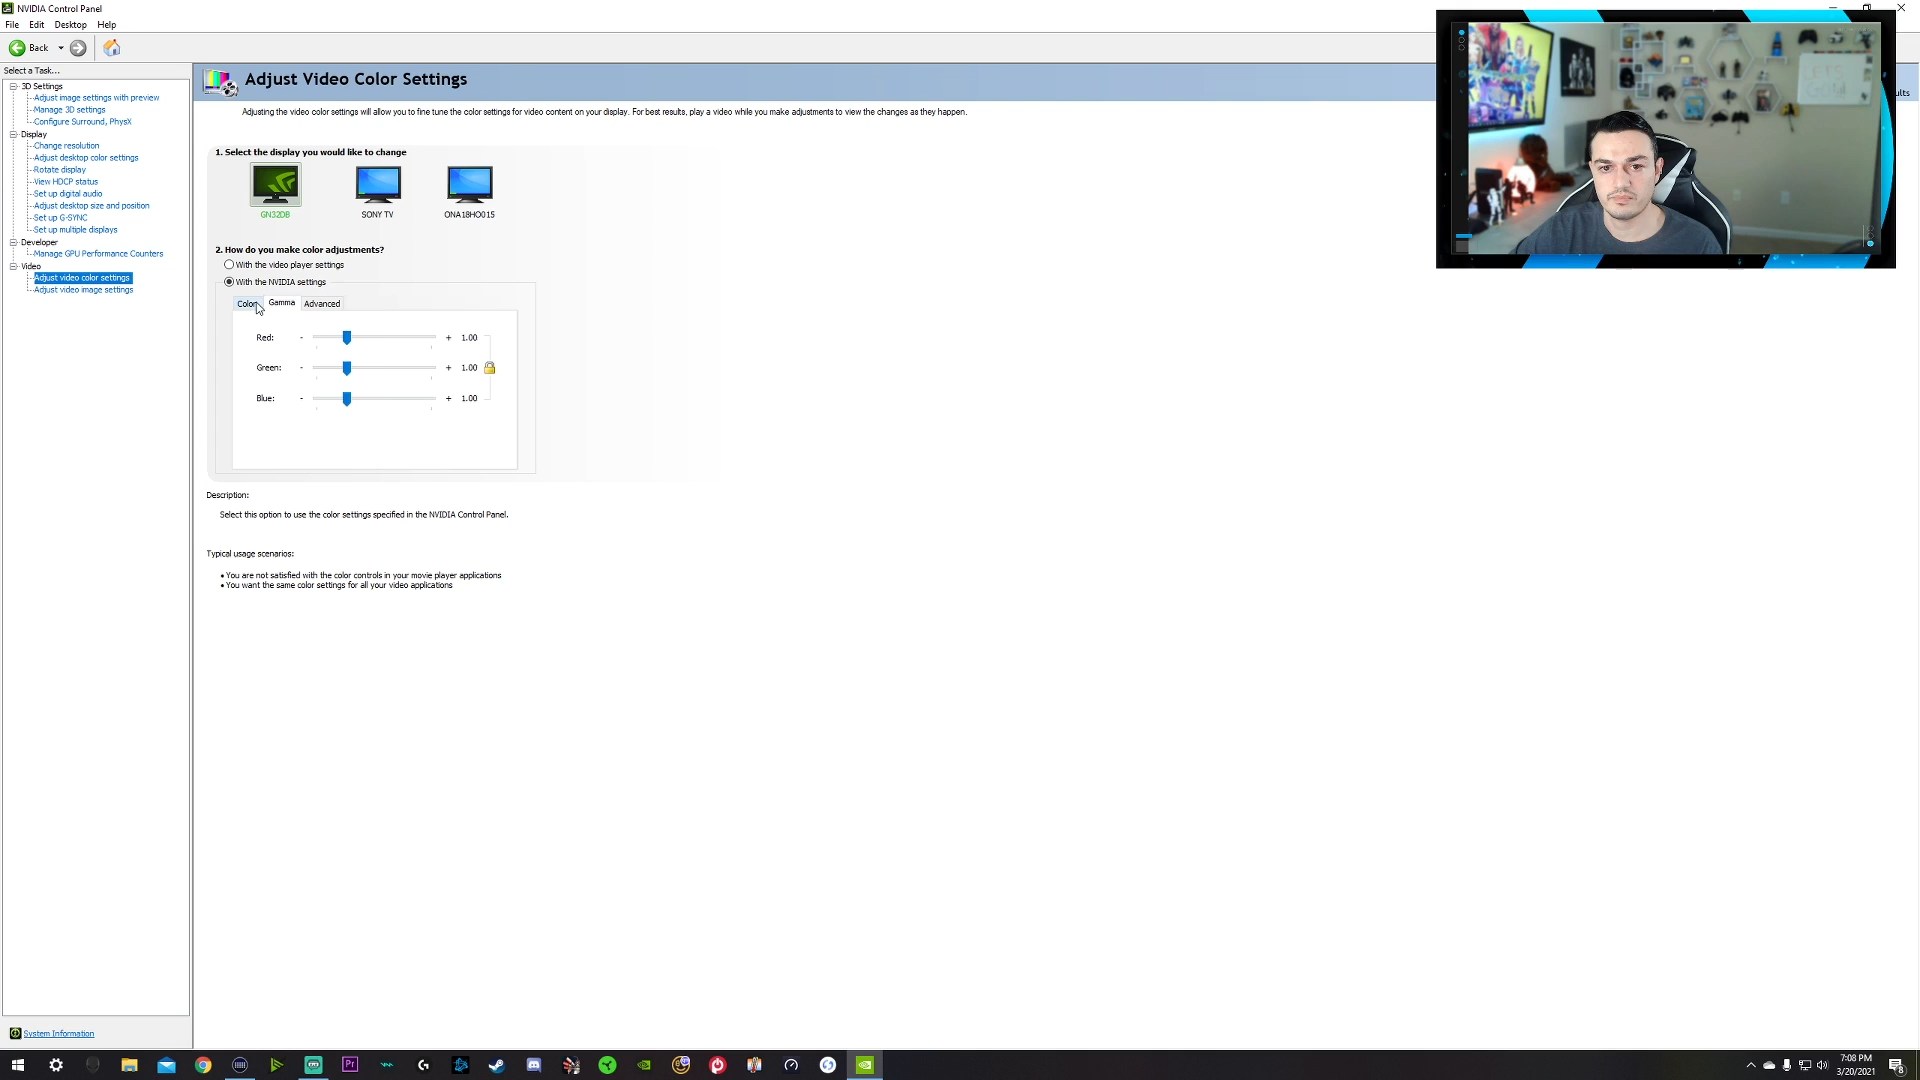 NVIDIA Control Panel
File Edit Desktop Help
Back
Select a Task...
3D Settings
Adjust image settings with preview
Manage 3D settings
Configure Surround, PhysX
Display
Change resolution
Adjust desktop color settings
Rotate display
View HDCP status
Set up digital audio
Adjust desktop size and position
Set up G-SYNC
Set up multiple displays
Developer
Manage GPU Performance Counters
Video
Adjust video color settings
Adjust video image settings
System Information
Adjust Video Color Settings
ults
Adjusting the video color settings will allow you to fine tune the color settings for video content on your display. For best results, play a video while you make adjustments to view the changes as they happen.
1. Select the display you would like to change
GN32DB SONY TV ONA18HO015
2. How do you make color adjustments?
With the video player settings
With the NVIDIA settings
Color Gamma Advanced
Red: - + 1.00
Green: - + 1.00
Blue: - + 1.00
Description:
Select this option to use the color settings specified in the NVIDIA Control Panel.
Typical usage scenarios:
• You are not satisfied with the color controls in your movie player applications
• You want the same color settings for all your video applications
Pr
7:08 PM
3/20/2021
8